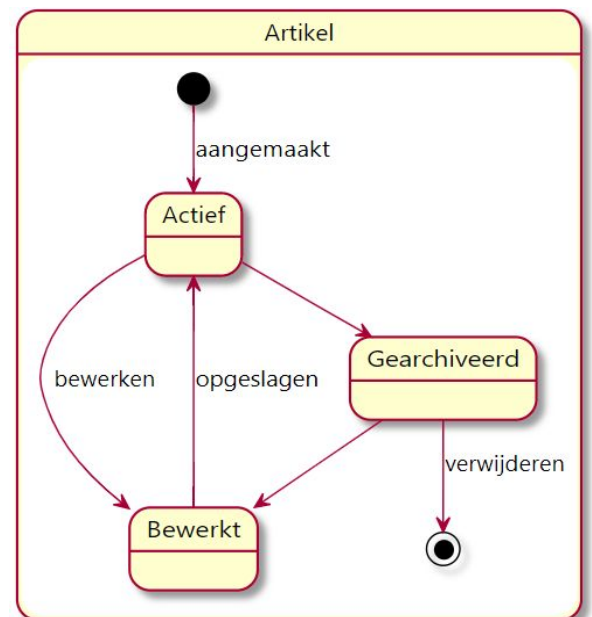 Artikel
aangemaakt
Actief
Gearchiveerd
bewerken
opgeslagen
verwijderen
Bewerkt